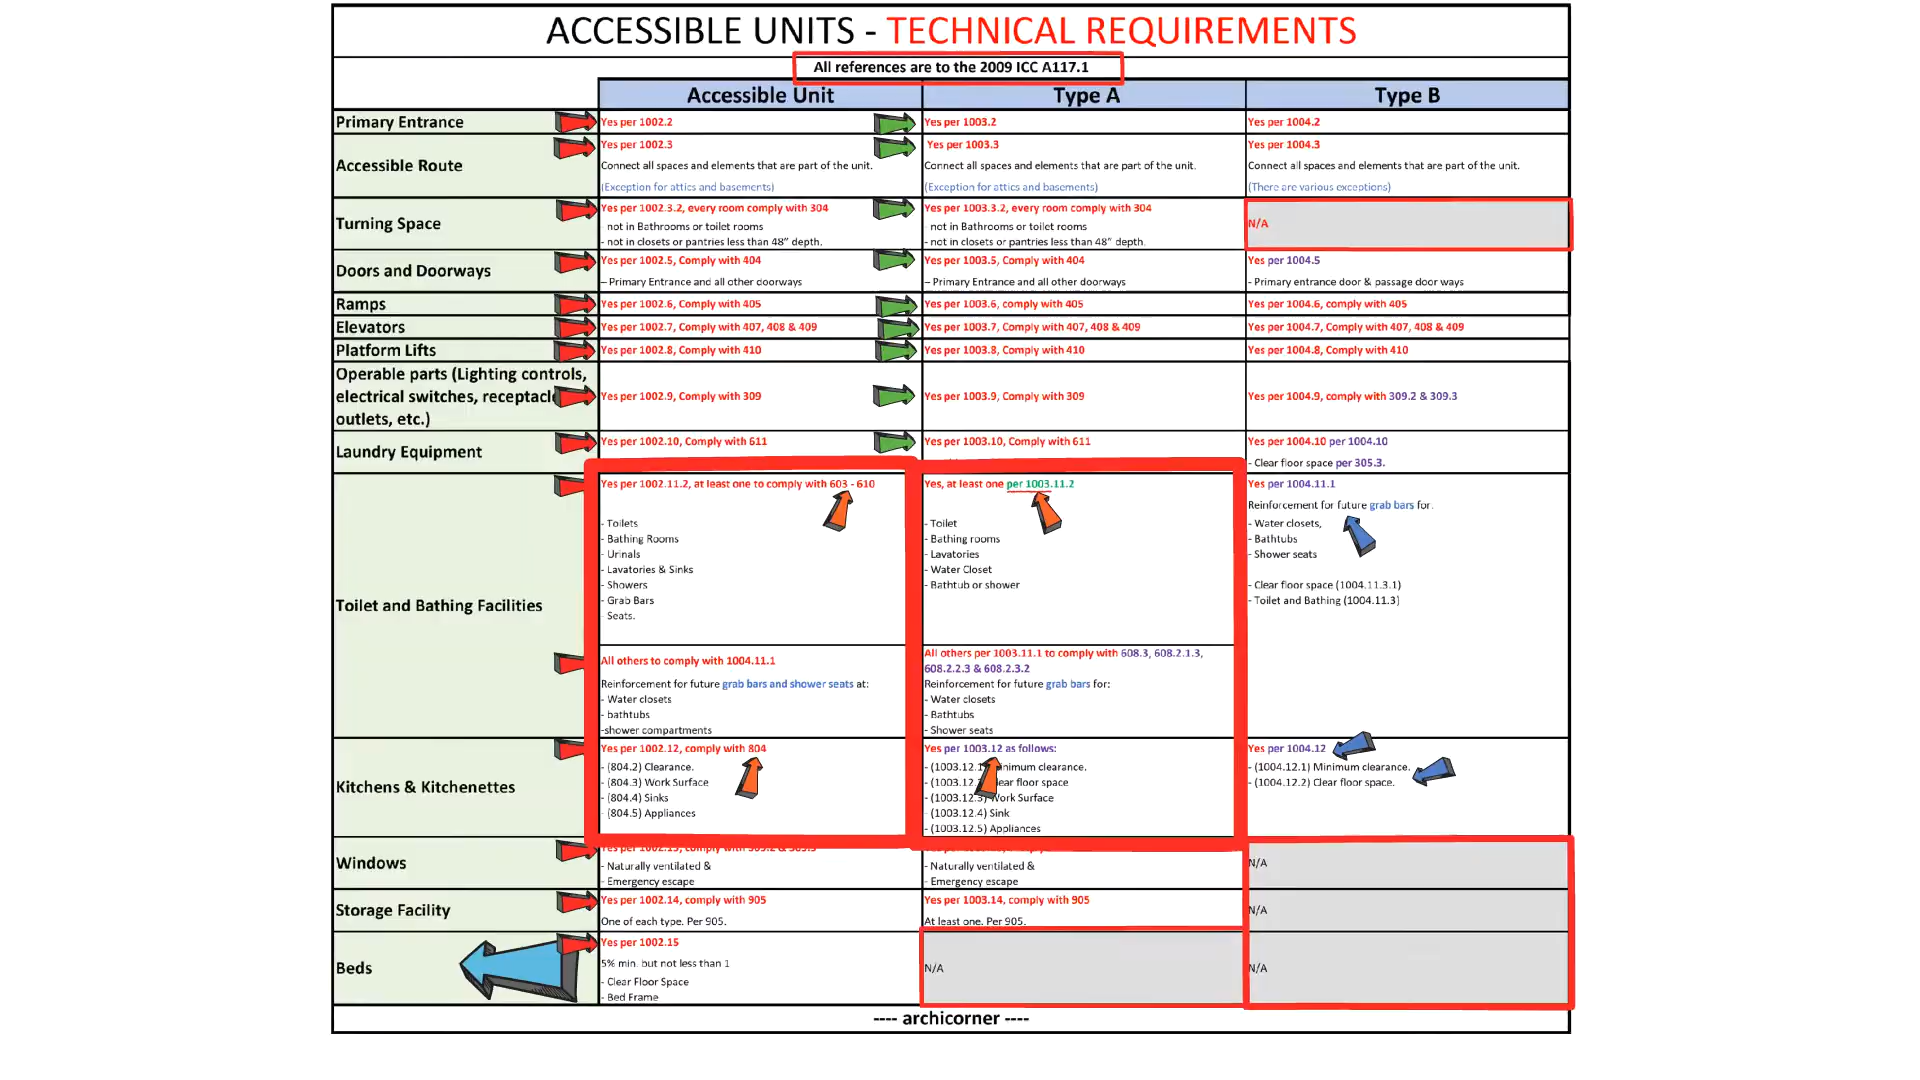 ACCESSIBLE UNITS - TECHNICAL REQUIREMENTS
All references are to the 2009 ICC A117.1
Accessible Unit
Type A
Type B
Primary Entrance
Yes per 1002.2
Yes per 1003.2
Yes per 1004.2
Accessible Route
Yes per 1002.3
Connect all spaces and elements that are part of the unit.
(Exception for attics and basements)
Yes per 1003.3
Connect all spaces and elements that are part of the unit.
(Exception for attics and basements)
Yes per 1004.3
Connect all spaces and elements that are part of the unit.
(There are various exceptions)
Turning Space
Yes per 1002.3.2, every room comply with 304
- not in Bathrooms or toilet rooms
- not in closets or pantries less than 48” depth.
Yes per 1003.3.2, every room comply with 304
- not in Bathrooms or toilet rooms
- not in closets or pantries less than 48” depth.
N/A
Doors and Doorways
Yes per 1002.5, Comply with 404
– Primary Entrance and all other doorways
Yes per 1003.5, Comply with 404
– Primary Entrance and all other doorways
Yes per 1004.5
- Primary entrance door & passage door ways
Ramps
Yes per 1002.6, Comply with 405
Yes per 1003.6, comply with 405
Yes per 1004.6, comply with 405
Elevators
Yes per 1002.7, Comply with 407, 408 & 409
Yes per 1003.7, Comply with 407, 408 & 409
Yes per 1004.7, Comply with 407, 408 & 409
Platform Lifts
Yes per 1002.8, Comply with 410
Yes per 1003.8, Comply with 410
Yes per 1004.8, Comply with 410
Operable parts (Lighting controls,
electrical switches,
outlets, etc.)
Yes per 1002.9, Comply with 309
Yes per 1003.9, Comply with 309
Yes per 1004.9, comply with 309.2 & 309.3
Laundry Equipment
Yes per 1002.10, Comply with 611
Yes per 1003.10, Comply with 611
Yes per 1004.10 per 1004.10
- Clear floor space per 305.3.
Toilet and Bathing Facilities
Yes per 1002.11.2, at least one to comply with 603 - 610
- Toilets
- Bathing Rooms
- Urinals
- Lavatories & Sinks
- Showers
- Grab Bars
- Seats.
Yes, at least one per 1003.11.2
- Toilet
- Bathing rooms
- Lavatories
- Water Closet
- Bathtub or shower
Yes per 1004.11.1
Reinforcement for future grab bars for:
- Water closets,
- Bathtubs
- Shower seats
- Clear floor space (1004.11.3.1)
- Toilet and Bathing (1004.11.3)
All others to comply with 1004.11.1
Reinforcement for future grab bars and shower seats at:
- Water closets
- bathtubs
-shower compartments
All others per 1003.11.1 to comply with 608.3, 608.2.1.3,
608.2.2.3 & 608.2.3.2
Reinforcement for future grab bars for:
- Water closets
- Bathtubs
- Shower seats
Kitchens & Kitchenettes
Yes per 1002.12, comply with 804
- (804.2) Clearance.
- (804.3) Work Surface
- (804.4) Sinks
- (804.5) Appliances
Yes per 1003.12 as follows:
clearance.
floor space
Surface
- (1003.12.4) Sink
- (1003.12.5) Appliances
Yes per 1004.12
- (1004.12.1) Minimum clearance.
- (1004.12.2) Clear floor space.
Windows
- Naturally ventilated &
- Emergency escape
- Naturally ventilated &
- Emergency escape
N/A
Storage Facility
Yes per 1002.14, comply with 905
One of each type. Per 905.
Yes per 1003.14, comply with 905
At least one. Per 905.
N/A
Beds
Yes per 1002.15
5% min. but not less than 1
- Clear Floor Space
- Bed Frame
N/A
N/A
---- archicorner ----